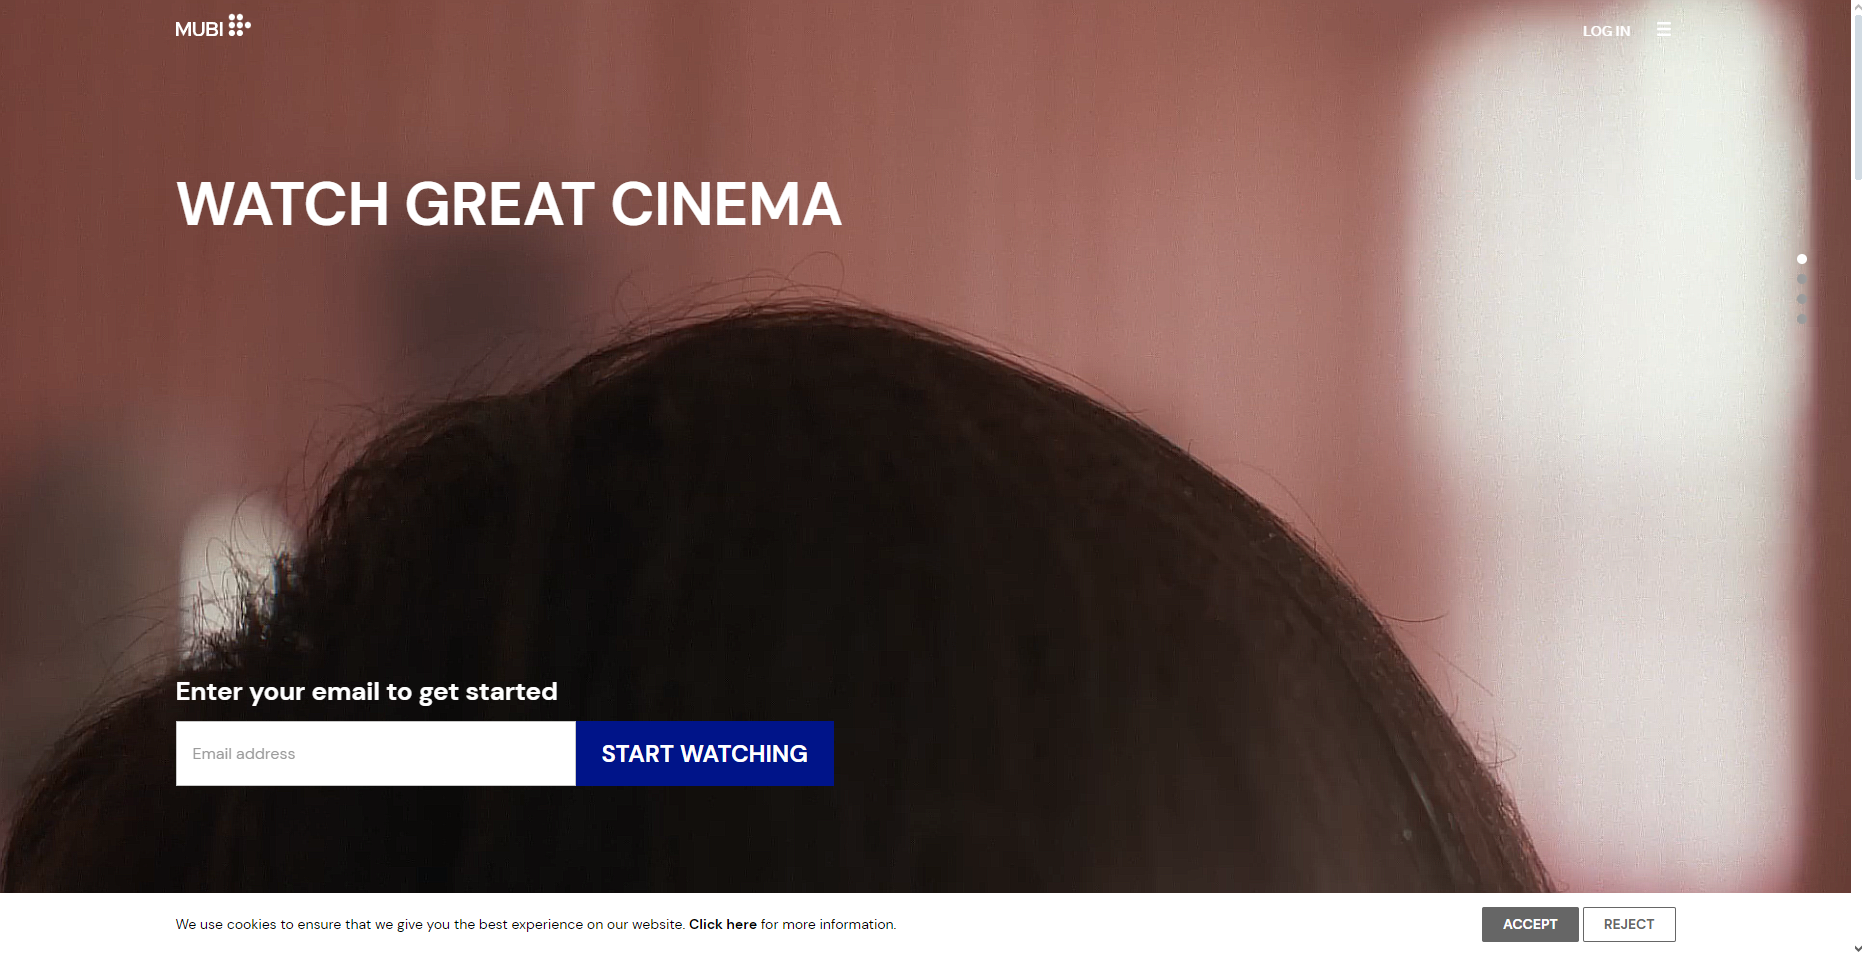 MUBI
LOG IN
WATCH GREAT CINEMA
Enter your email to get started
Email address
START WATCHING
We use cookies to ensure that we give you the best experience on our website. Click here for more information.
ACCEPT
REJECT